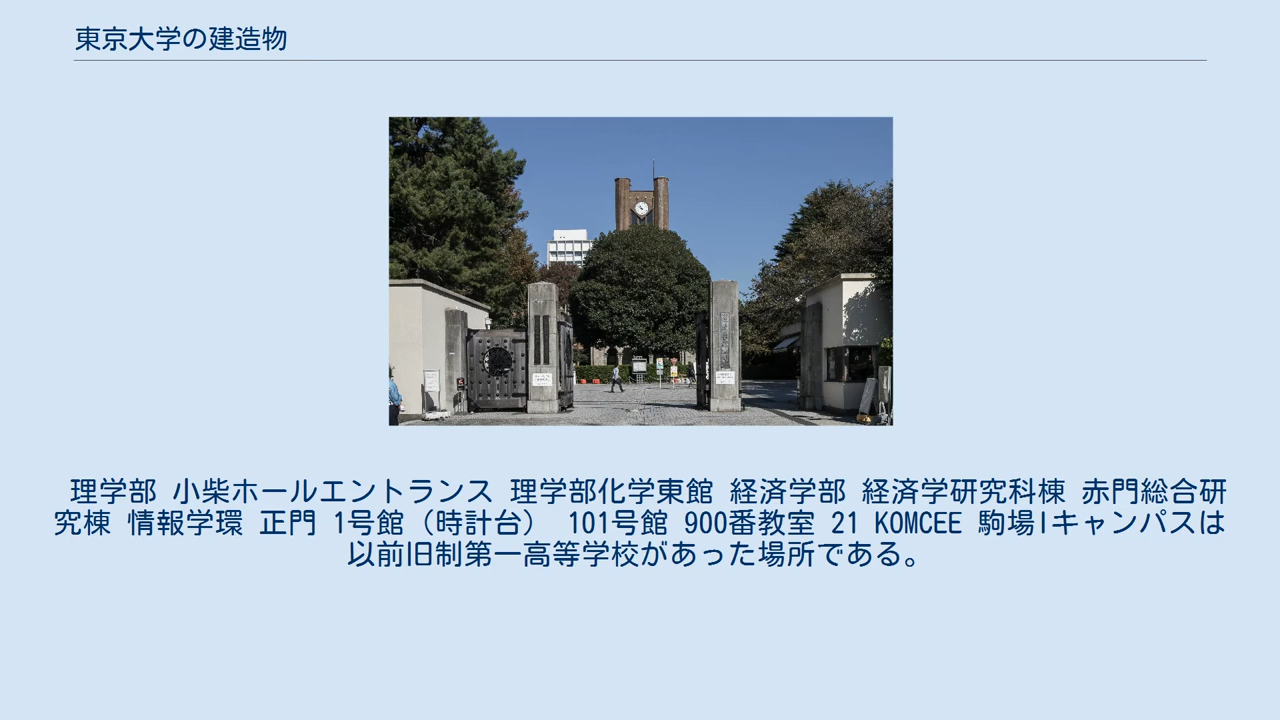 東京大学の建造物
理学部 小柴ホールエントランス 理学部化学東館 経済学部 経済学研究科棟 赤門総合研
究棟 情報学環 正門 1号館（時計台） 101号館 900番教室 21 KOMCEE 駒場Iキャンパスは
以前旧制第一高等学校があった場所である。